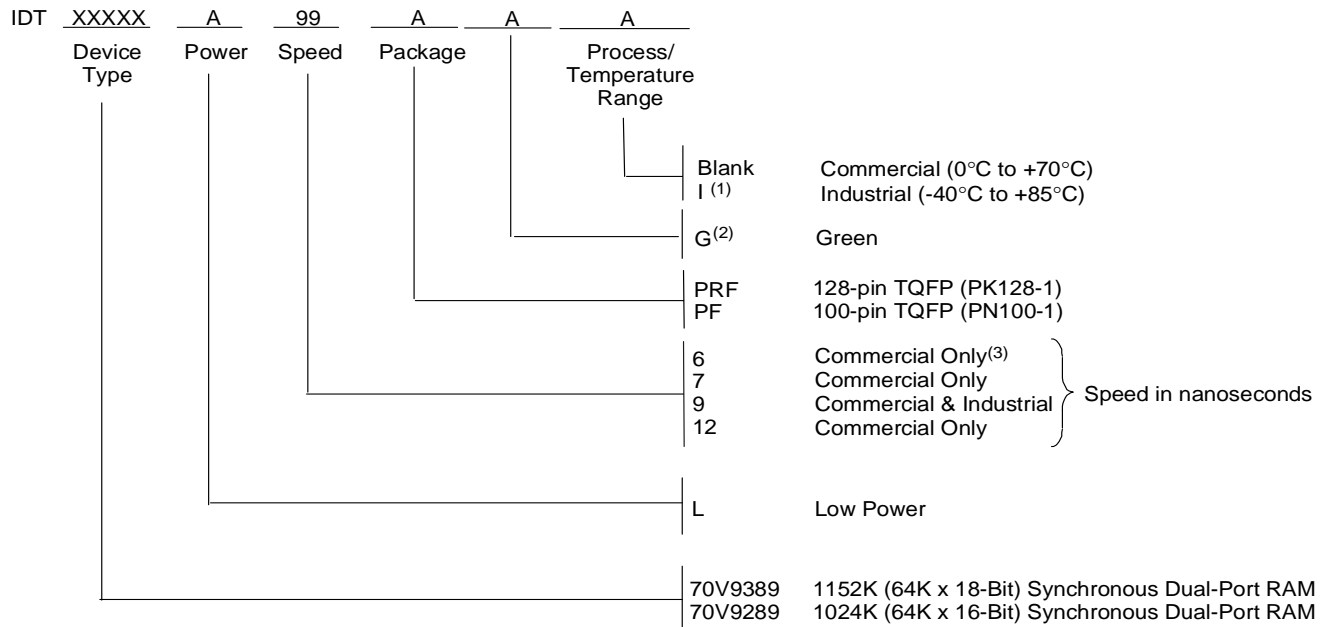 IDT XXXXX A 99 A A A
Device Power Speed Package Process/
Type Temperature
Range
Blank Commercial (0°C to +70°C)
I (1) Industrial (-40°C to +85°C)
G(2) Green
PRF 128-pin TQFP (PK128-1)
PF 100-pin TQFP (PN100-1)
6 Commercial Only(3)
7 Commercial Only
9 Commercial & Industrial Speed in nanoseconds
12 Commercial Only
L Low Power
70V9389 1152K (64K x 18-Bit) Synchronous Dual-Port RAM
70V9289 1024K (64K x 16-Bit) Synchronous Dual-Port RAM